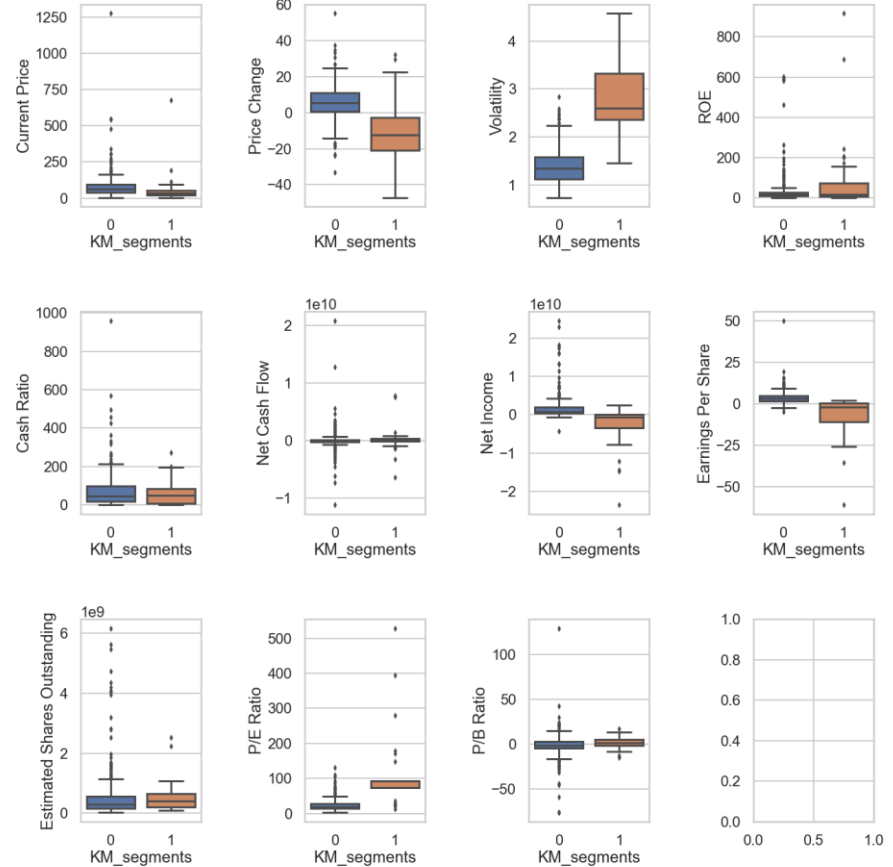 1250
1000
750
500
250
0
Current Price
0 1
KM_segments
60
40
20
0
−20
−40
Price Change
0 1
KM_segments
4
3
2
1
Volatility
0 1
KM_segments
800
600
400
200
0
ROE
0 1
KM_segments
1000
800
600
400
200
0
Cash Ratio
0 1
KM_segments
1e10
2
1
0
−1
Net Cash Flow
0 1
KM_segments
1e10
2
1
0
−1
−2
Net Income
0 1
KM_segments
50
25
0
−25
−50
Earnings Per Share
0 1
KM_segments
1e9
6
4
2
0
Estimated Shares Outstanding
0 1
KM_segments
500
400
300
200
100
0
P/E Ratio
0 1
KM_segments
100
50
0
−50
P/B Ratio
0 1
KM_segments
1.0
0.8
0.6
0.4
0.2
0.0
0.0 0.5 1.0